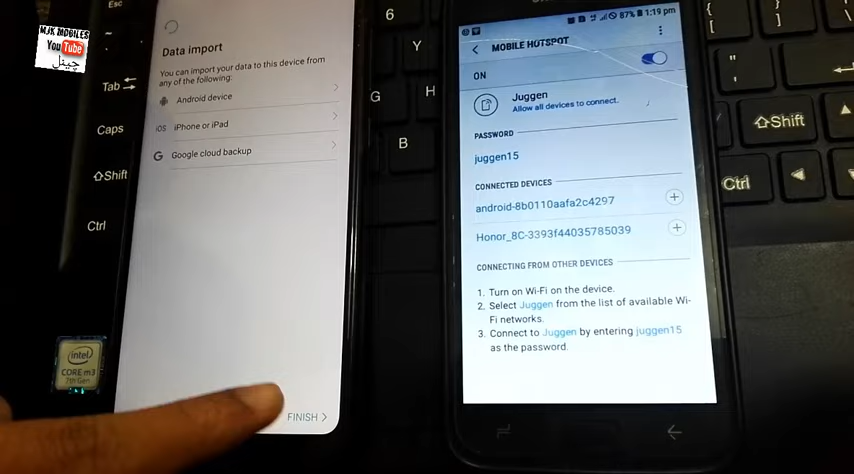 MJK MOBILES
YouTube
چینل
Esc
~
Tab
Caps
Shift
Ctrl
intel
CORE m3
7th Gen
Data import
You can import your data to this device from
any of the following:
Android device
iOS iPhone or iPad
G Google cloud backup
FINISH
6
Y
G
H
B
87% 1:19 pm
MOBILE HOTSPOT
ON
Juggen
Allow all devices to connect.
PASSWORD
juggen15
CONNECTED DEVICES
android-8b0110aafa2c4297
Honor_8C-3393f44035785039
CONNECTING FROM OTHER DEVICES
1. Turn on Wi-Fi on the device.
2. Select Juggen from the list of available Wi-
Fi networks.
3. Connect to Juggen by entering juggen15
as the password.
{
[
"
'
Shift
Ctrl